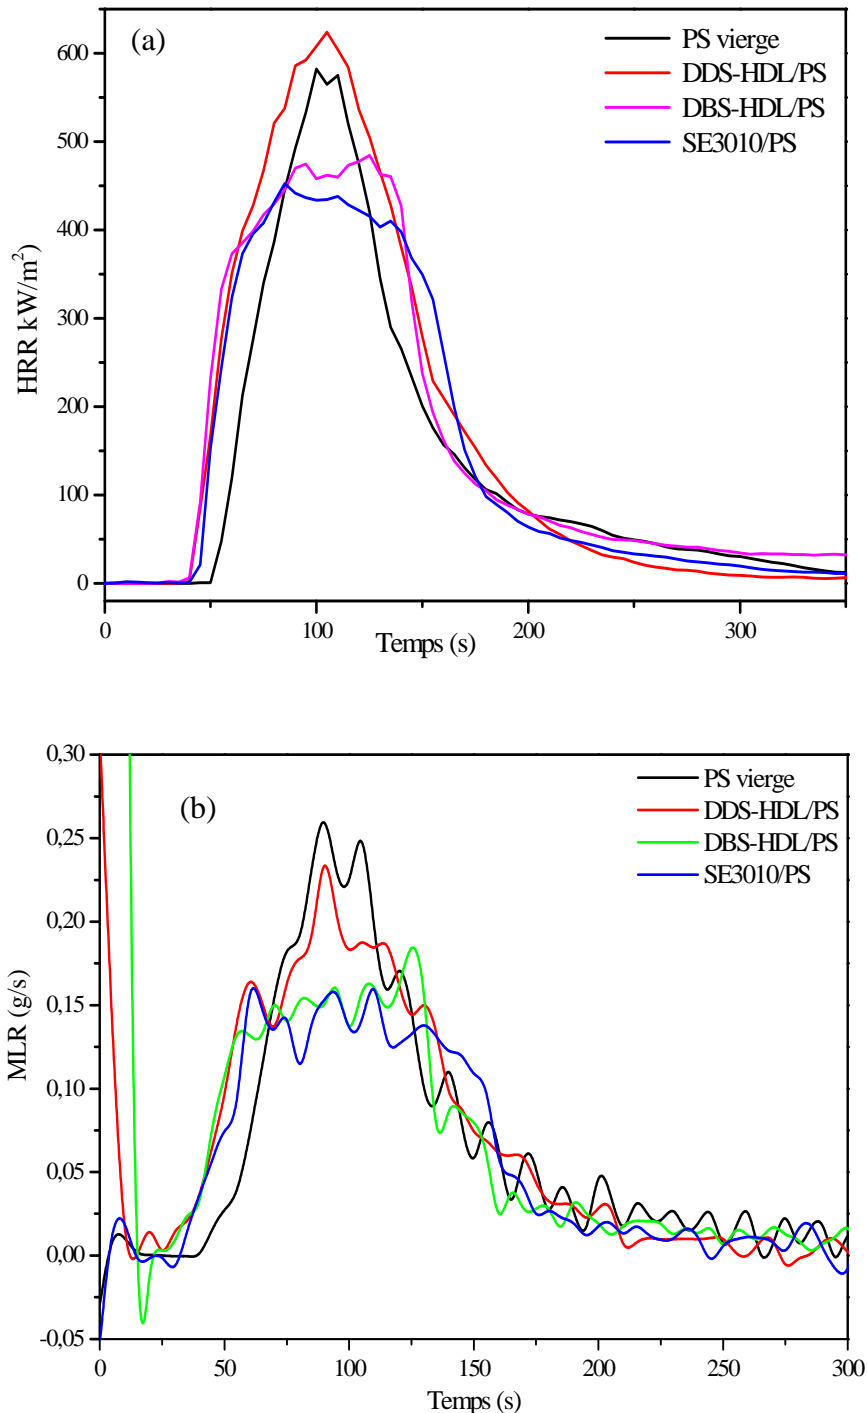 (a)
PS vierge
DDS-HDL/PS
DBS-HDL/PS
SE3010/PS
600
500
400
300
200
100
0
HRR kW/m²
0 100 200 300
Temps (s)
(b)
PS vierge
DDS-HDL/PS
DBS-HDL/PS
SE3010/PS
0,30
0,25
0,20
0,15
0,10
0,05
0,00
-0,05
MLR (g/s)
0 50 100 150 200 250 300
Temps (s)